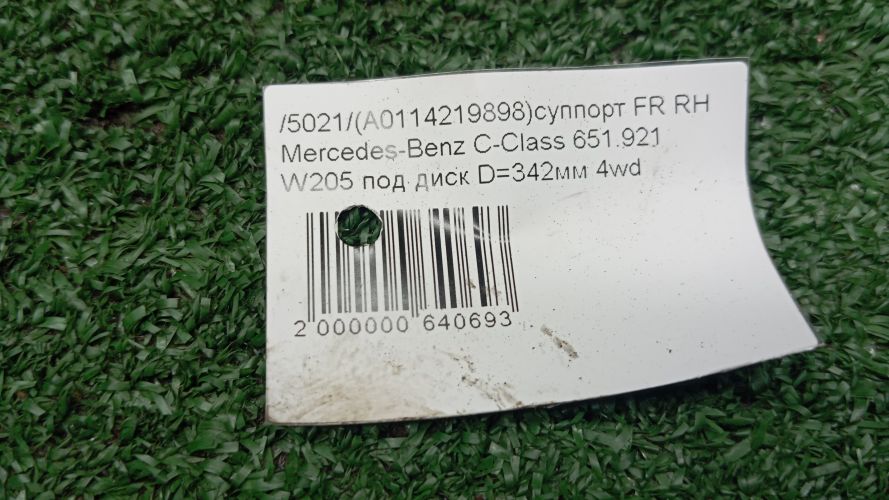 /5021/(A0114219898)суппорт FR RH
Mercedes-Benz C-Class 651.921
W205 под диск D=342мм 4wd
2 000000 640693